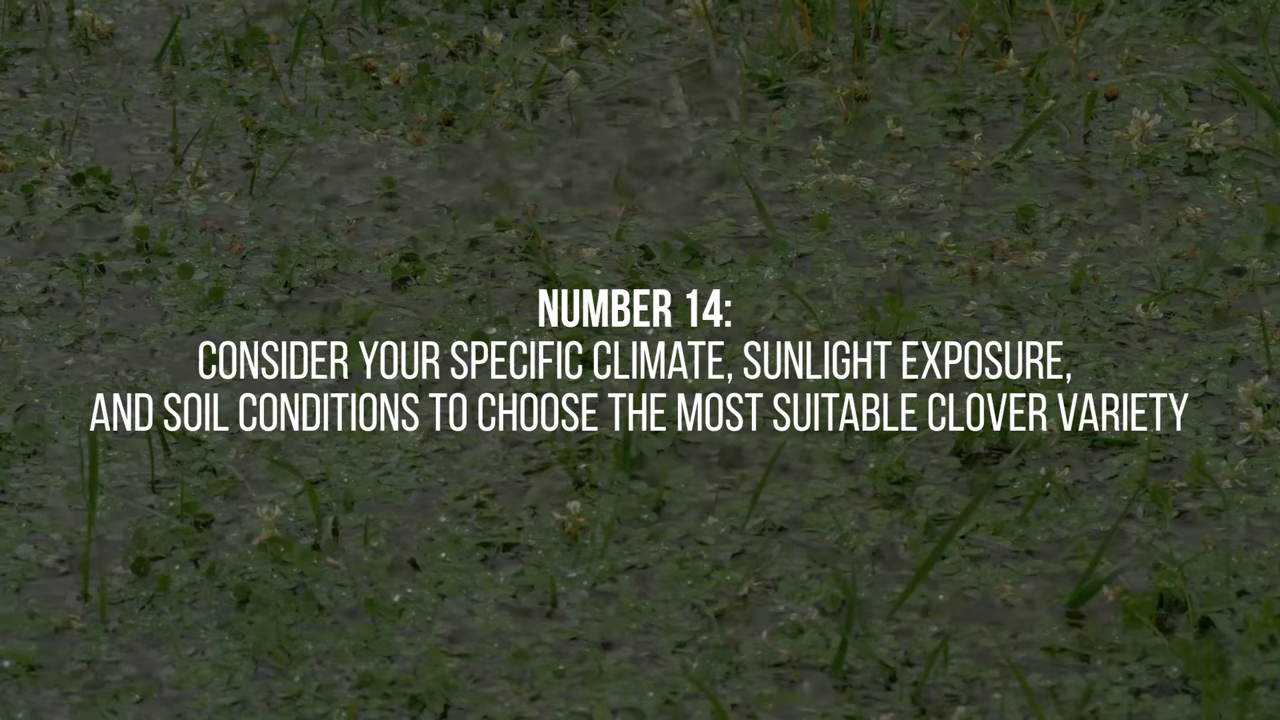 NUMBER 14:
CONSIDER YOUR SPECIFIC CLIMATE, SUNLIGHT EXPOSURE,
AND SOIL CONDITIONS TO CHOOSE THE MOST SUITABLE CLOVER VARIETY